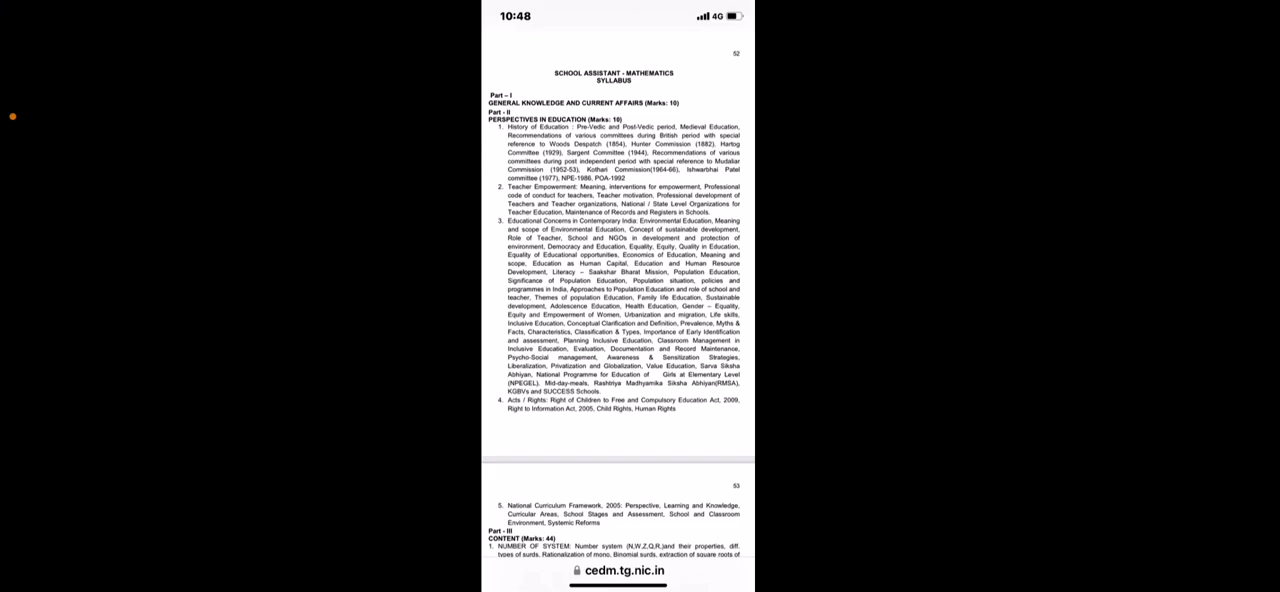 10:48
4G
52
SCHOOL ASSISTANT - MATHEMATICS
SYLLABUS
Part – I
GENERAL KNOWLEDGE AND CURRENT AFFAIRS (Marks: 10)
Part - II
PERSPECTIVES IN EDUCATION (Marks: 10)
1. History of Education : Pre-Vedic and Post-Vedic period, Medieval Education,
Recommendations of various committees during British period with special
reference to Woods Despatch (1854), Hunter Commission (1882), Hartog
Committee (1929), Sargent Committee (1944), Recommendations of various
committees during post independent period with special reference to Mudaliar
Commission (1952-53), Kothari Commission(1964-66), Ishwarbhai Patel
committee (1977), NPE-1986, POA-1992
2. Teacher Empowerment: Meaning, interventions for empowerment, Professional
code of conduct for teachers, Teacher motivation, Professional development of
Teachers and Teacher organizations, National / State Level Organizations for
Teacher Education, Maintenance of Records and Registers in Schools.
3. Educational Concerns in Contemporary India: Environmental Education, Meaning
and scope of Environmental Education, Concept of sustainable development,
Role of Teacher, School and NGOs in development and protection of
environment, Democracy and Education, Equality, Equity, Quality in Education,
Equality of Educational opportunities, Economics of Education, Meaning and
scope, Education as Human Capital, Education and Human Resource
Development, Literacy – Saakshar Bharat Mission, Population Education,
Significance of Population Education, Population situation, policies and
programmes in India, Approaches to Population Education and role of school and
teacher, Themes of population Education, Family life Education, Sustainable
development, Adolescence Education, Health Education, Gender – Equality,
Equity and Empowerment of Women, Urbanization and migration, Life skills,
Inclusive Education, Conceptual Clarification and Definition, Prevalence, Myths &
Facts, Characteristics, Classification & Types, Importance of Early Identification
and assessment, Planning Inclusive Education, Classroom Management in
Inclusive Education, Evaluation, Documentation and Record Maintenance,
Psycho-Social management, Awareness & Sensitization Strategies,
Liberalization, Privatization and Globalization, Value Education, Sarva Siksha
Abhiyan, National Programme for Education of Girls at Elementary Level
(NPEGEL), Mid-day-meals, Rashtriya Madhyamika Siksha Abhiyan(RMSA),
KGBVs and SUCCESS Schools.
4. Acts / Rights: Right of Children to Free and Compulsory Education Act, 2009,
Right to Information Act, 2005, Child Rights, Human Rights
53
5. National Curriculum Framework, 2005: Perspective, Learning and Knowledge,
Curricular Areas, School Stages and Assessment, School and Classroom
Environment, Systemic Reforms
Part - III
CONTENT (Marks: 44)
1. NUMBER OF SYSTEM: Number system (N,W,Z,Q,R,)and their properties, diff.
types of surds, Rationalization of mono, Binomial surds, extraction of square roots of
cedm.tg.nic.in